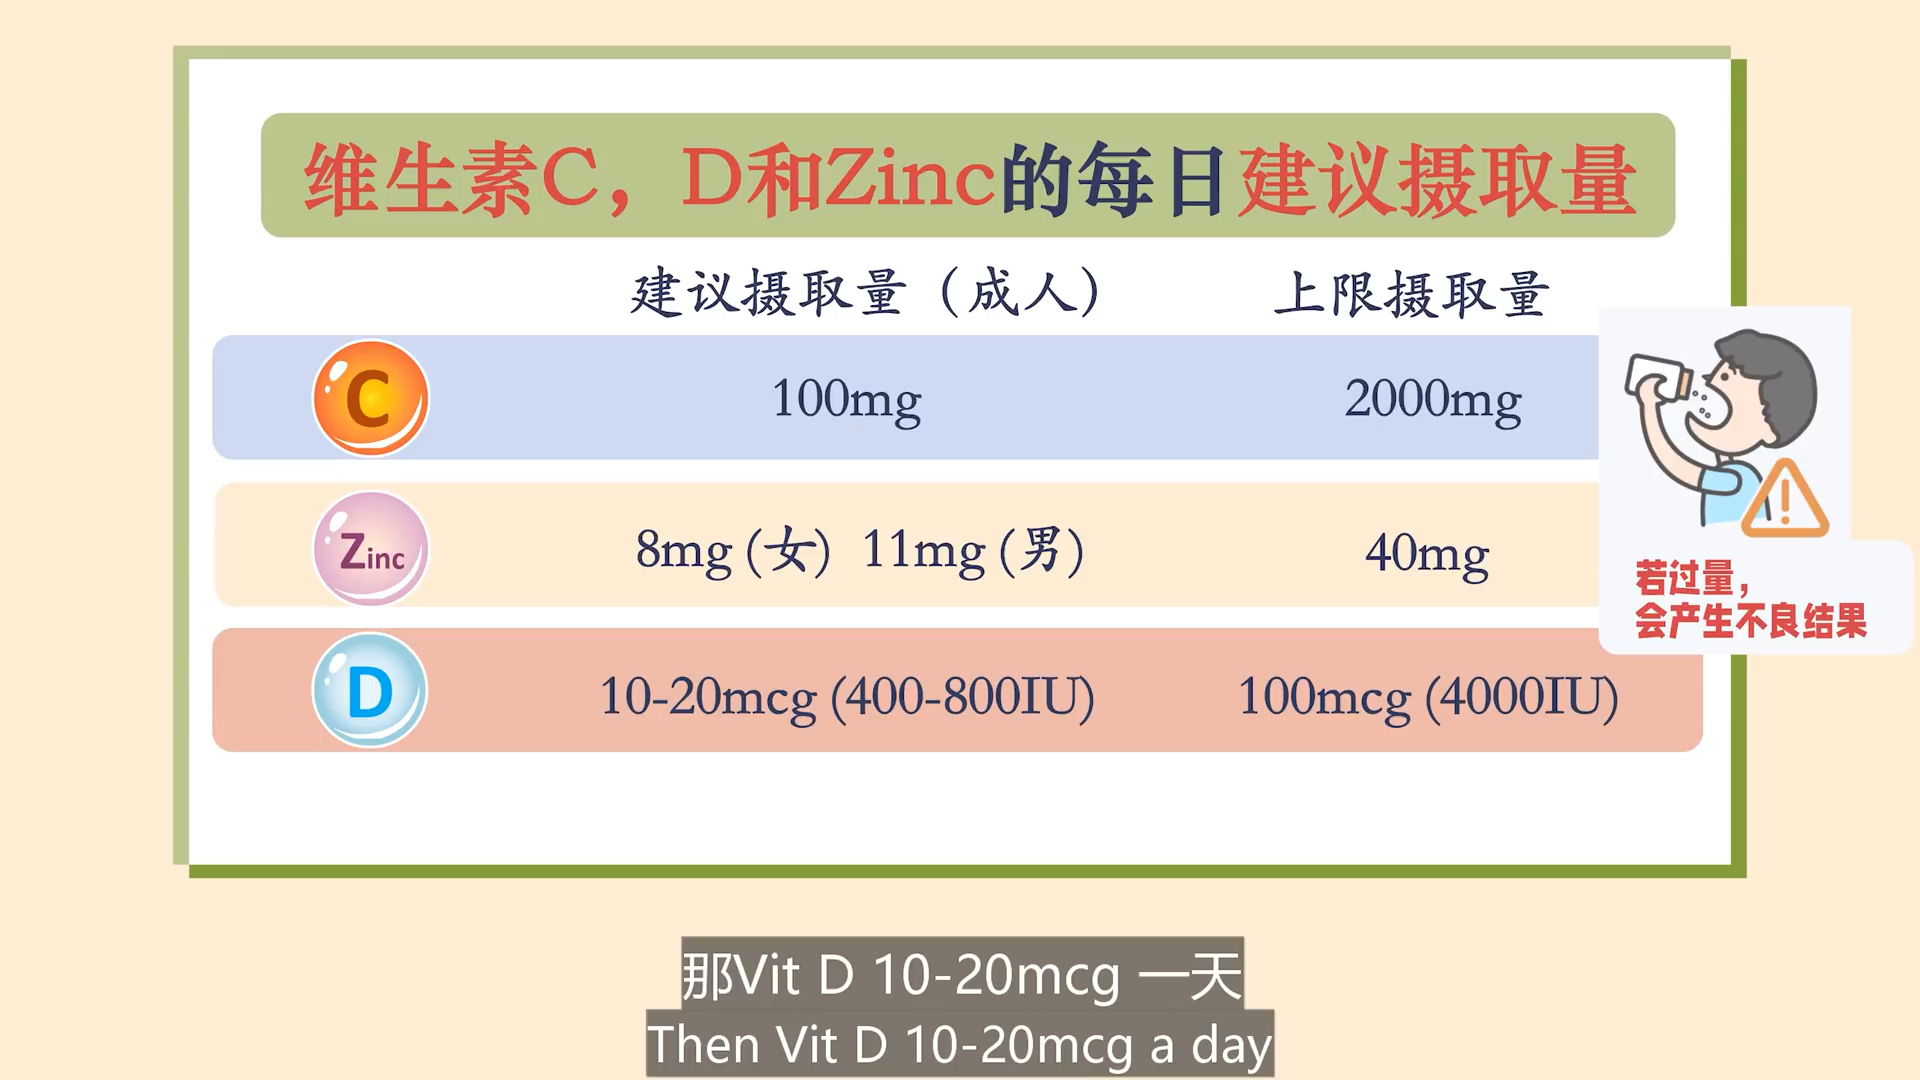 维生素C，D和Zinc的每日建议摄取量
建议摄取量（成人） 上限摄取量
C 100mg 2000mg
Zinc 8mg (女) 11mg (男) 40mg
若过量，
会产生不良结果
D 10-20mcg (400-800IU) 100mcg (4000IU)
那Vit D 10-20mcg 一天
Then Vit D 10-20mcg a day